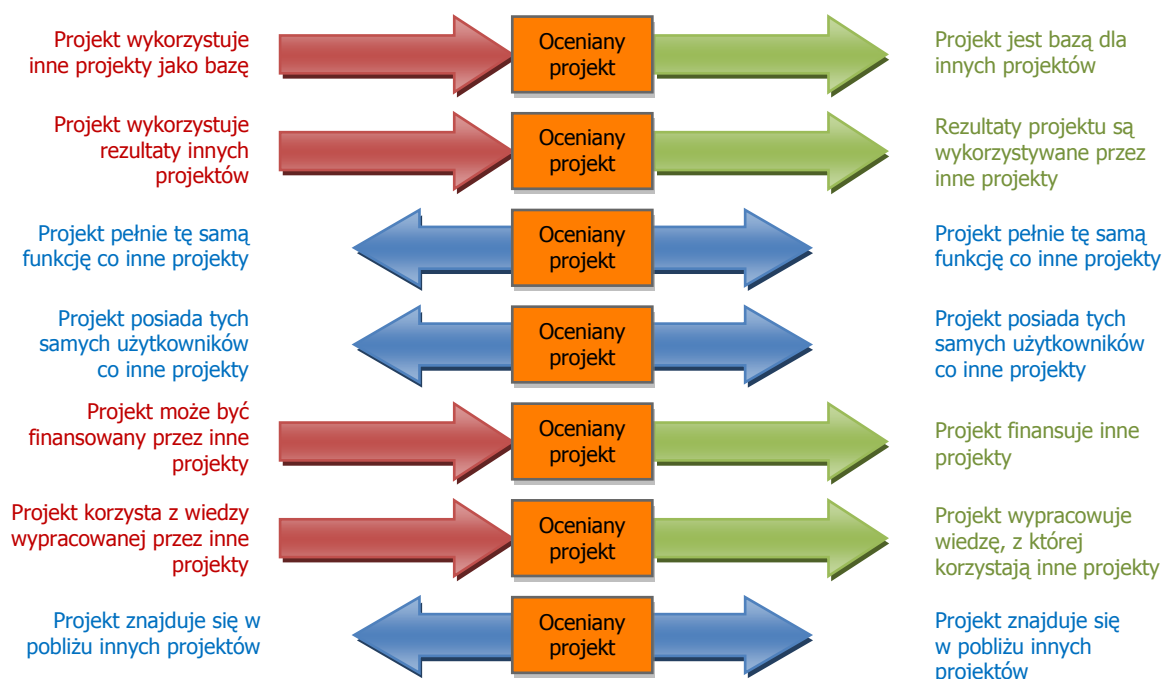 Projekt wykorzystuje
inne projekty jako bazę
Oceniany
projekt
Projekt jest bazą dla
innych projektów
Projekt wykorzystuje
rezultaty innych
projektów
Oceniany
projekt
Rezultaty projektu są
wykorzystywane przez
inne projekty
Projekt pełnie tę samą
funkcję co inne projekty
Oceniany
projekt
Projekt pełnie tę samą
funkcję co inne projekty
Projekt posiada tych
samych użytkowników
co inne projekty
Oceniany
projekt
Projekt posiada tych
samych użytkowników
co inne projekty
Projekt może być
finansowany przez inne
projekty
Oceniany
projekt
Projekt finansuje inne
projekty
Projekt korzysta z wiedzy
wypracowanej przez inne
projekty
Oceniany
projekt
Projekt wypracowuje
wiedzę, z której
korzystają inne projekty
Projekt znajduje się w
pobliżu innych projektów
Oceniany
projekt
Projekt znajduje się
w pobliżu innych
projektów